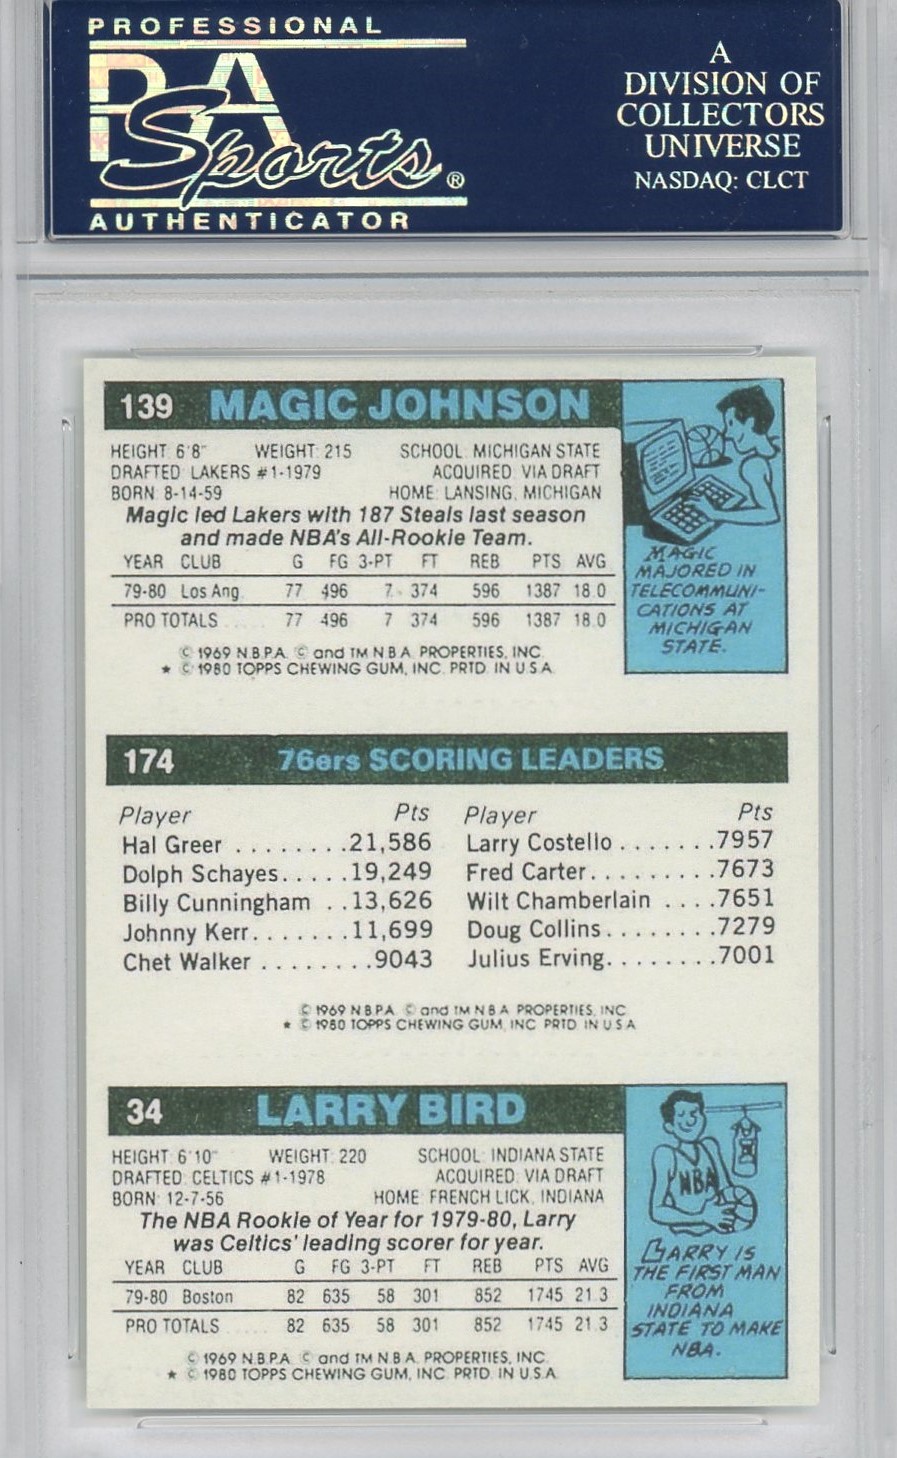 PROFESSIONAL
PSA
Sports®
AUTHENTICATOR
A
DIVISION OF
COLLECTORS
UNIVERSE
NASDAQ: CLCT
139 MAGIC JOHNSON
HEIGHT: 6'8" WEIGHT: 215 SCHOOL: MICHIGAN STATE
DRAFTED: LAKERS #1-1979 ACQUIRED: VIA DRAFT
BORN: 8-14-59 HOME: LANSING, MICHIGAN
Magic led Lakers with 187 Steals last season
and made NBA's All-Rookie Team.
YEAR CLUB G FG 3-PT FT REB PTS AVG
79-80 Los Ang. 77 496 7 374 596 1387 18.0
PRO TOTALS ..... 77 496 7 374 596 1387 18.0
© 1969 N.B.P.A. © and TM N.B.A. PROPERTIES, INC.
* © 1980 TOPPS CHEWING GUM, INC. PRTD. IN U.S.A.
MAGIC
MAJORED IN
TELECOMMUNI-
CATIONS AT
MICHIGAN
STATE.
174 76ers SCORING LEADERS
Player Pts Player Pts
Hal Greer ........21,586 Larry Costello .......7957
Dolph Schayes.....19,249 Fred Carter.........7673
Billy Cunningham ..13,626 Wilt Chamberlain ....7651
Johnny Kerr.......11,699 Doug Collins........7279
Chet Walker ........9043 Julius Erving........7001
© 1969 N.B.P.A. © and TM N.B.A. PROPERTIES, INC.
* © 1980 TOPPS CHEWING GUM, INC. PRTD. IN U.S.A.
34 LARRY BIRD
HEIGHT: 6'10" WEIGHT: 220 SCHOOL: INDIANA STATE
DRAFTED: CELTICS #1-1978 ACQUIRED: VIA DRAFT
BORN: 12-7-56 HOME: FRENCH LICK, INDIANA
The NBA Rookie of Year for 1979-80, Larry
was Celtics' leading scorer for year.
YEAR CLUB G FG 3-PT FT REB PTS AVG
79-80 Boston 82 635 58 301 852 1745 21.3
PRO TOTALS ..... 82 635 58 301 852 1745 21.3
© 1969 N.B.P.A. © and TM N.B.A. PROPERTIES, INC.
* © 1980 TOPPS CHEWING GUM, INC. PRTD. IN U.S.A.
NBA
LARRY IS
THE FIRST MAN
FROM
INDIANA
STATE TO MAKE
NBA.